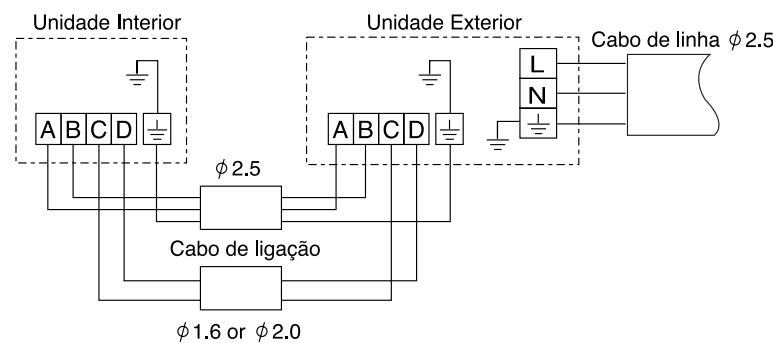 Unidade Interior
Unidade Exterior
Cabo de linha ϕ 2.5
L
N
A B C D
A B C D
ϕ 2.5
Cabo de ligação
ϕ 1.6 or ϕ 2.0